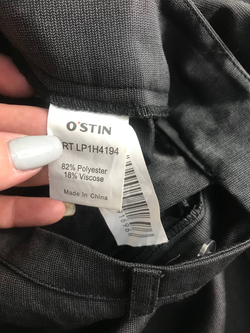 O'STIN
RT LP1H4194
82% Polyester
18% Viscose
Made in China